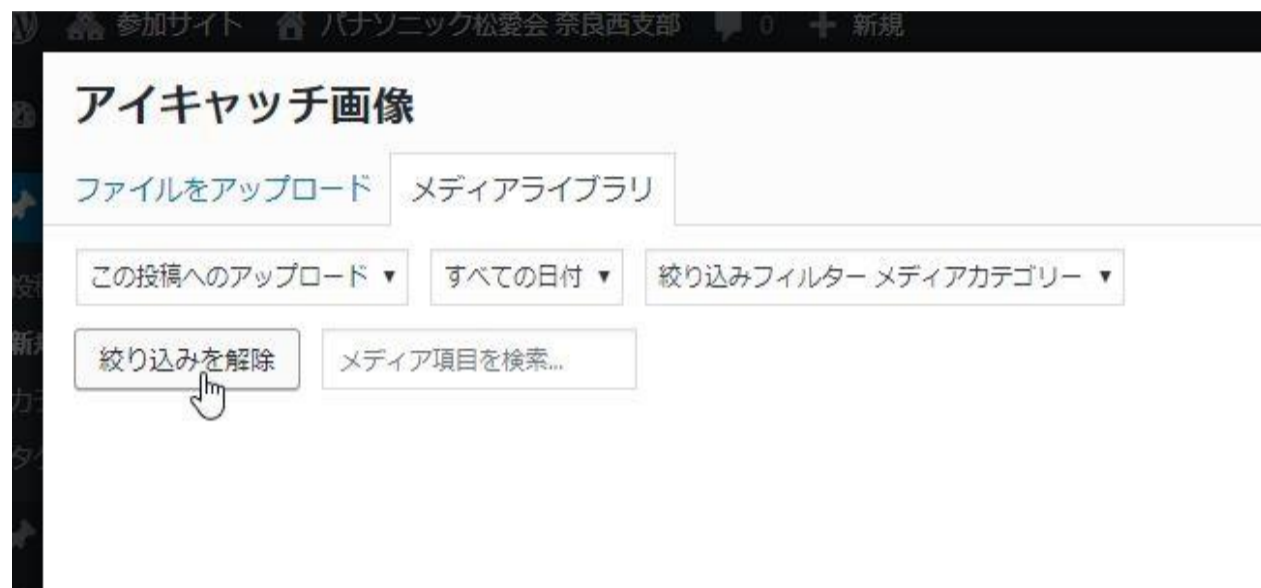 参加サイト パナソニック松愛会 奈良西支部 0 新規
アイキャッチ画像
ファイルをアップロード メディアライブラリ
この投稿へのアップロード ▼ すべての日付 ▼ 絞り込みフィルター メディアカテゴリー ▼
絞り込みを解除 メディア項目を検索...